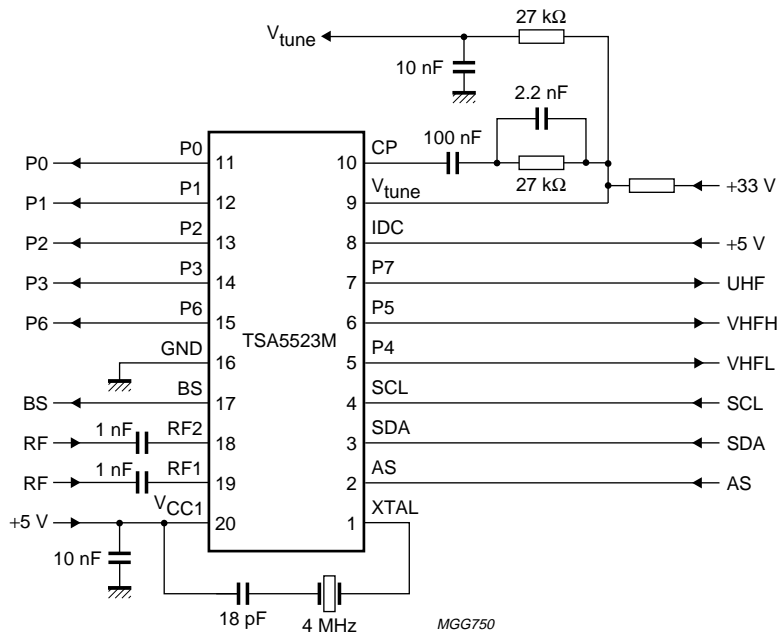 27 kΩ
Vtune
10 nF
2.2 nF
100 nF
P0 P0 11 10 CP
27 kΩ
P1 P1 12 9 Vtune +33 V
P2 P2 13 8 IDC +5 V
P3 P3 14 7 P7 UHF
P6 P6 15 6 P5 VHFH
TSA5523M
GND 16 5 P4 VHFL
BS BS 17 4 SCL SCL
RF 1 nF RF2 18 3 SDA SDA
RF 1 nF RF1 19 2 AS AS
+5 V VCC1 20 1 XTAL
10 nF
18 pF 4 MHz MGG750